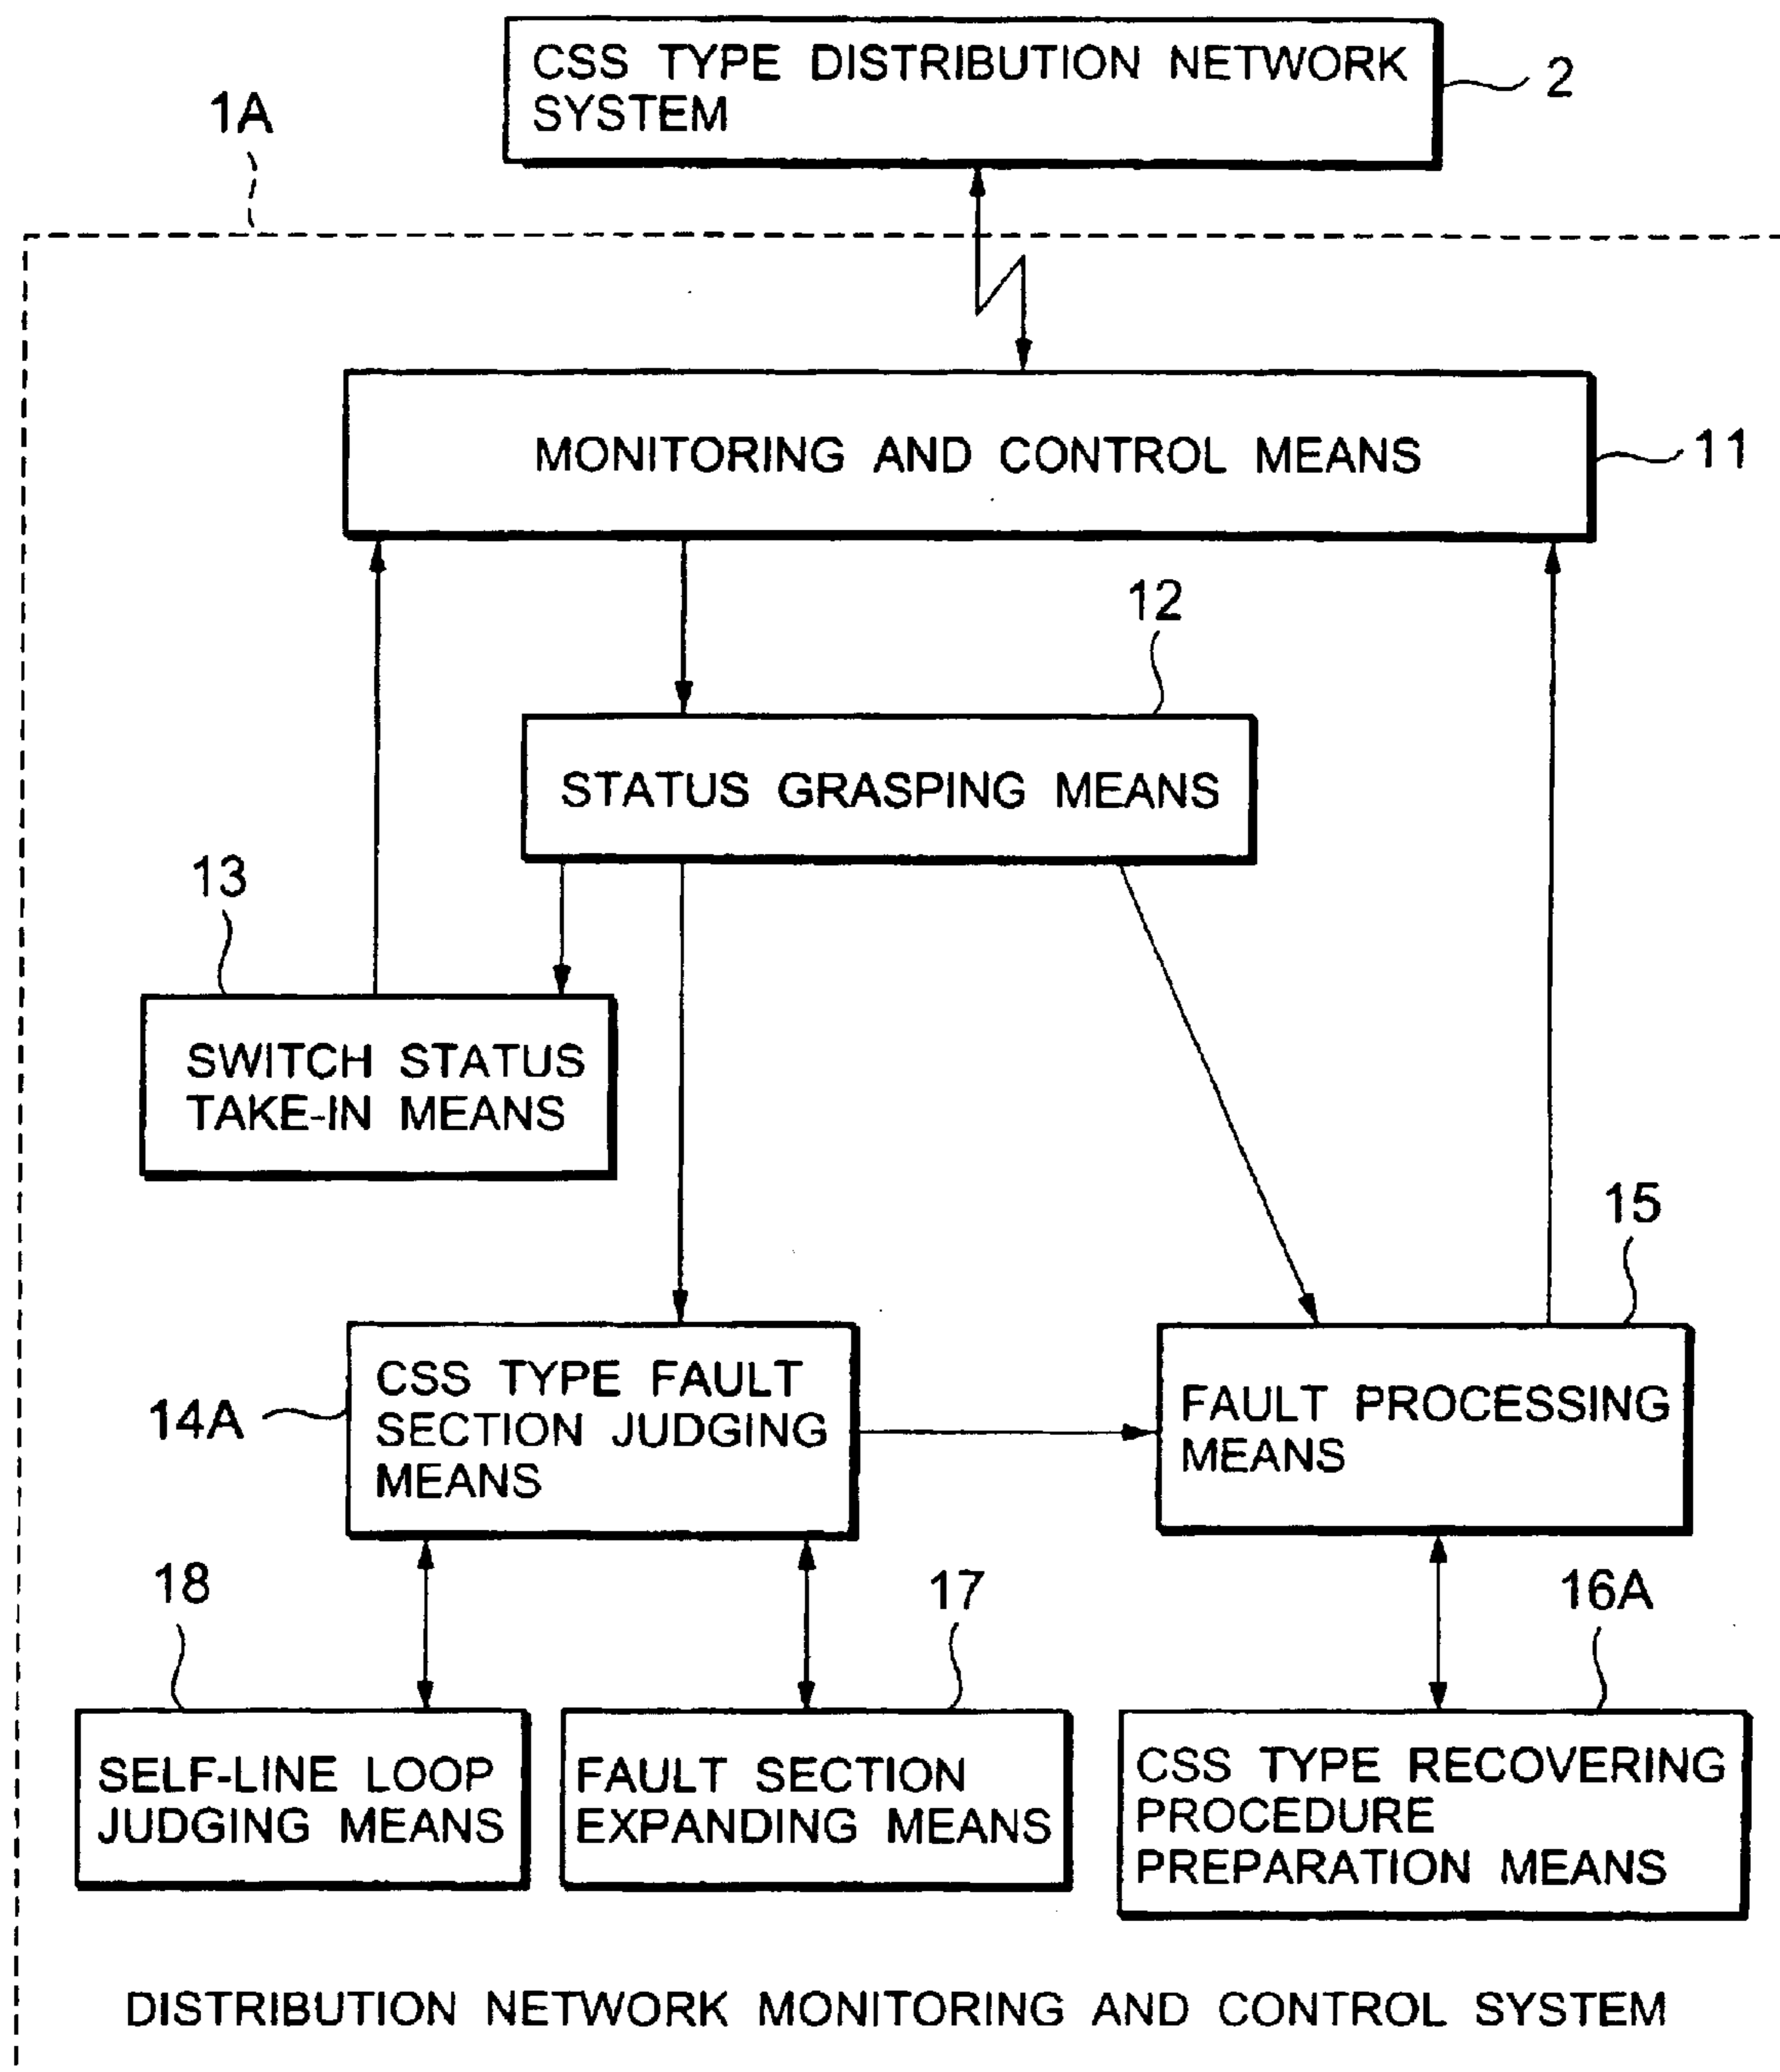 CSS TYPE DISTRIBUTION NETWORK
SYSTEM
2
1A
MONITORING AND CONTROL MEANS
11
12
STATUS GRASPING MEANS
13
SWITCH STATUS
TAKE-IN MEANS
15
CSS TYPE FAULT
SECTION JUDGING
MEANS
14A
FAULT PROCESSING
MEANS
18
17
16A
SELF-LINE LOOP
JUDGING MEANS
FAULT SECTION
EXPANDING MEANS
CSS TYPE RECOVERING
PROCEDURE
PREPARATION MEANS
DISTRIBUTION NETWORK MONITORING AND CONTROL SYSTEM